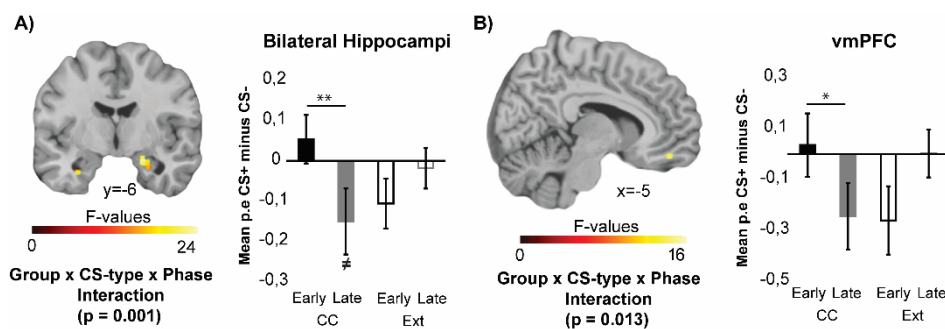 A)
y=-6
F-values
0 24
Group x CS-type x Phase
Interaction
(p = 0.001)
Bilateral Hippocampi
Mean p.e CS+ minus CS-
0,2
0,1
0
-0,1
-0,2
-0,3
**
≠
Early Late Early Late
CC Ext
B)
x=-5
F-values
0 16
Group x CS-type x Phase
Interaction
(p = 0.013)
vmPFC
Mean p.e CS+ minus CS-
0,3
0,1
-0,1
-0,3
-0,5
*
Early Late Early Late
CC Ext